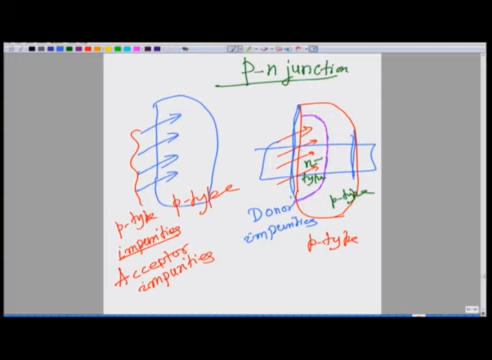 p-n junction
p-type
impurities
Acceptor
impurities
p-type
n-
type
p-type
Donor
impurities
p-type